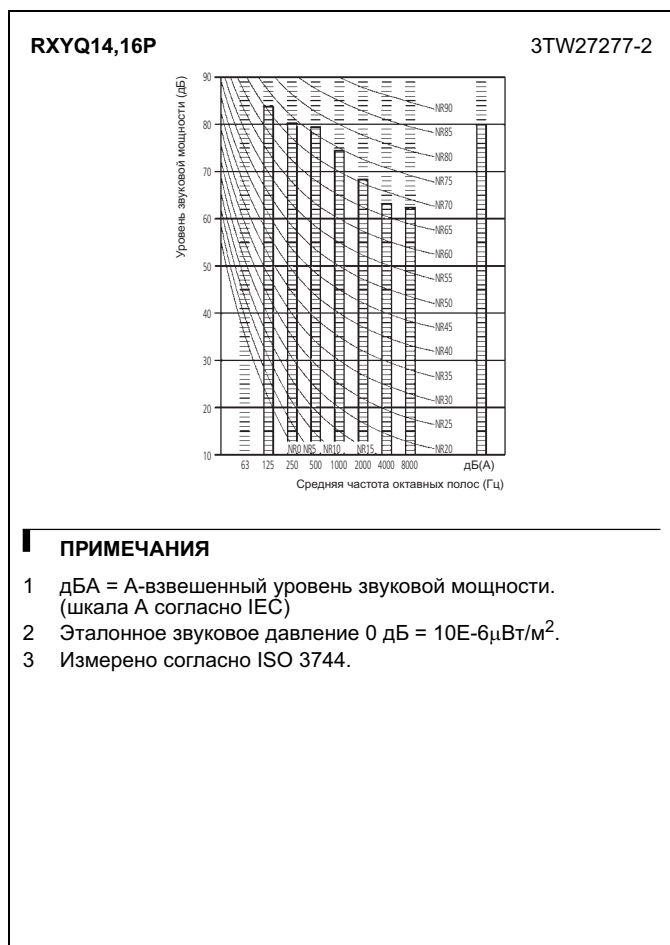 RXYQ14,16P 3TW27277-2
Уровень звуковой мощности (дБ)
90
80
70
60
50
40
30
20
10
NR90
NR85
NR80
NR75
NR70
NR65
NR60
NR55
NR50
NR45
NR40
NR35
NR30
NR25
NR20
NR0 NR5 NR10 NR15
63 125 250 500 1000 2000 4000 8000 дБ(А)
Средняя частота октавных полос (Гц)
ПРИМЕЧАНИЯ
1 дБА = А-взвешенный уровень звуковой мощности.
(шкала А согласно IEC)
2 Эталонное звуковое давление 0 дБ = 10E-6µВт/м².
3 Измерено согласно ISO 3744.